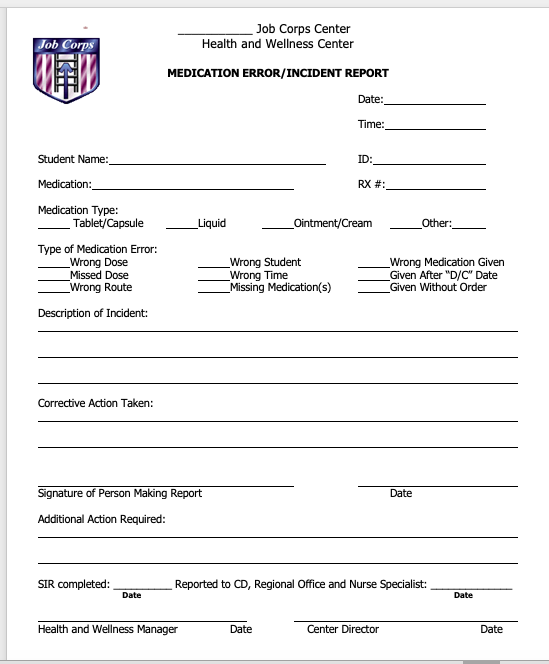 ___________ Job Corps Center
Health and Wellness Center
Job Corps
MEDICATION ERROR/INCIDENT REPORT
Date:_______________
Time:_______________
Student Name:________________________________ ID:________________
Medication:______________________________ RX #:_______________
Medication Type:
_____ Tablet/Capsule _____Liquid _____Ointment/Cream _____Other:_____
Type of Medication Error:
_____Wrong Dose _____Wrong Student _____Wrong Medication Given
_____Missed Dose _____Wrong Time _____Given After “D/C” Date
_____Wrong Route _____Missing Medication(s) _____Given Without Order
Description of Incident:
Corrective Action Taken:
Signature of Person Making Report Date
Additional Action Required:
SIR completed: _________ Reported to CD, Regional Office and Nurse Specialist: _____________
Date Date
Health and Wellness Manager Date Center Director Date